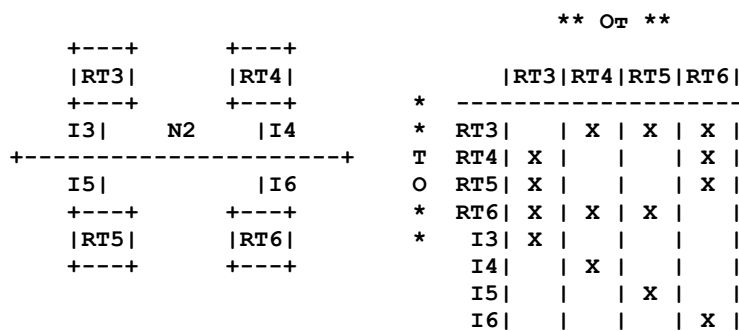 ** От **
+---+          +---+
|RT3|          |RT4|              |RT3|RT4|RT5|RT6|
+---+          +---+        *  ---------------------
I3|    N2    |I4        *  RT3|   | X | X | X |
+----------------------+    T  RT4| X |   |   | X |
I5|          |I6        O  RT5| X |   |   | X |
+---+          +---+        *  RT6| X | X | X |   |
|RT5|          |RT6|        *   I3| X |   |   |   |
+---+          +---+            I4|   | X |   |   |
I5|   |   | X |   |
I6|   |   |   | X |